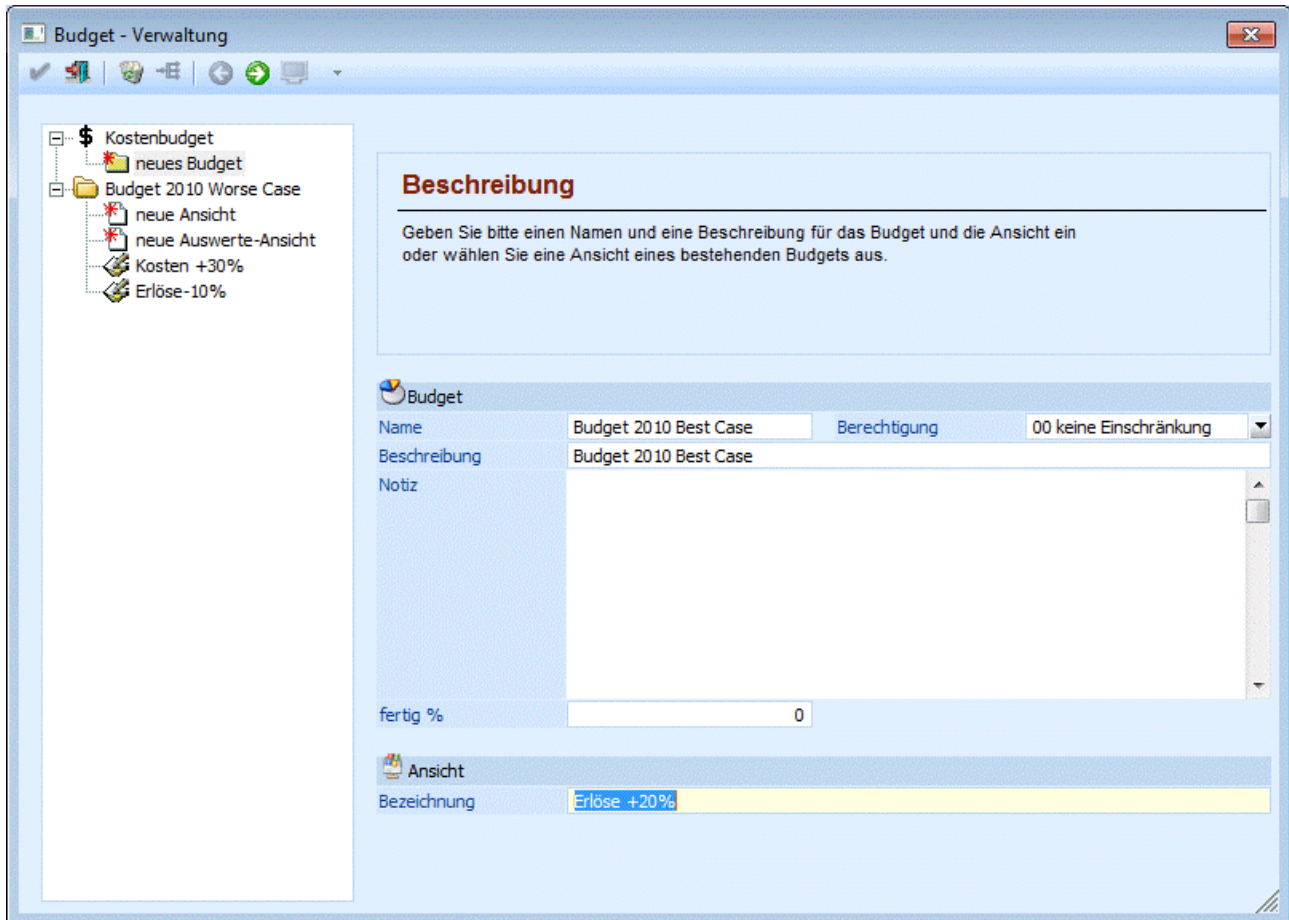 Budget - Verwaltung
Kostenbudget
neues Budget
Budget 2010 Worse Case
neue Ansicht
neue Auswerte-Ansicht
Kosten +30%
Erlöse-10%
Beschreibung
Geben Sie bitte einen Namen und eine Beschreibung für das Budget und die Ansicht ein
oder wählen Sie eine Ansicht eines bestehenden Budgets aus.
Budget
Name Budget 2010 Best Case Berechtigung 00 keine Einschränkung
Beschreibung Budget 2010 Best Case
Notiz
fertig % 0
Ansicht
Bezeichnung Erlöse +20%